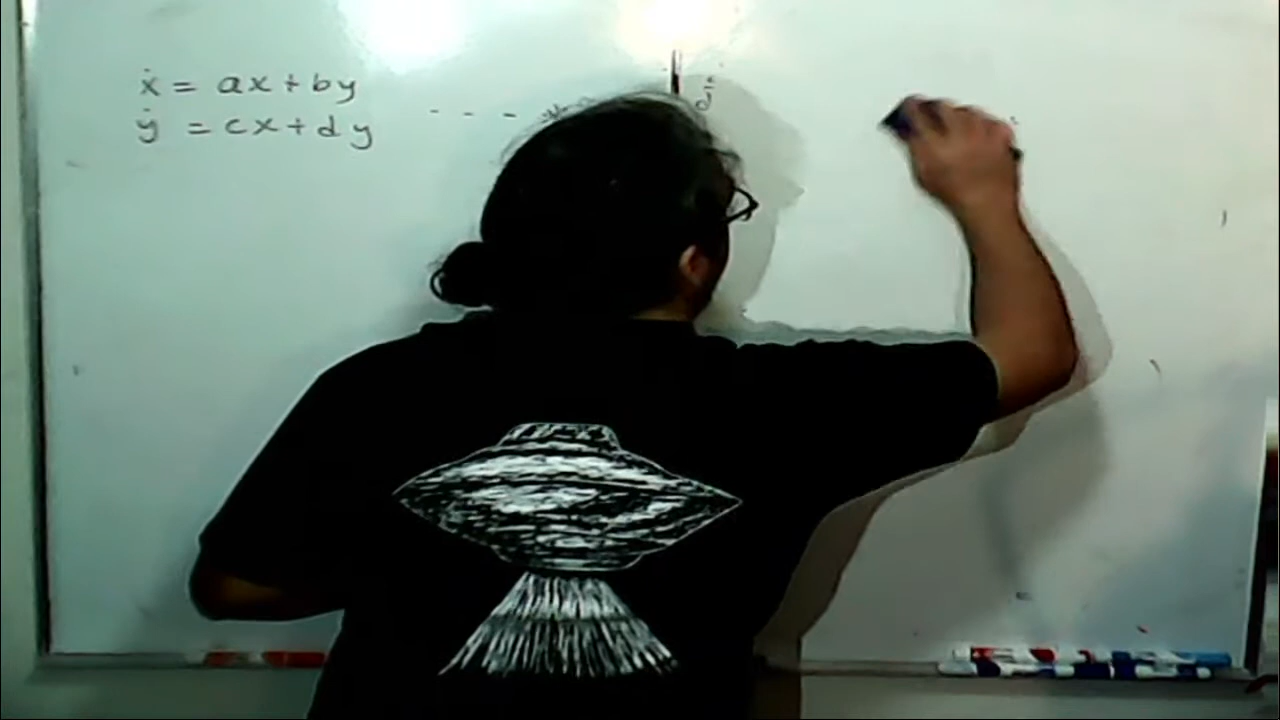 ẋ = ax+by
ẏ = cx+dy